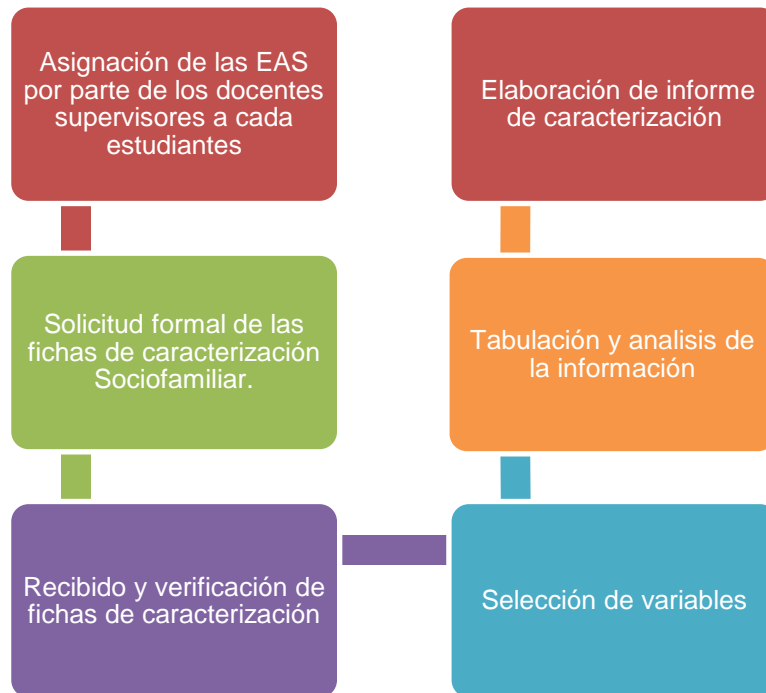 Asignación de las EAS
por parte de los docentes
supervisores a cada
estudiantes
Solicitud formal de las
fichas de caracterización
Sociofamiliar.
Recibido y verificación de
fichas de caracterización
Selección de variables
Tabulación y analisis de
la información
Elaboración de informe
de caracterización